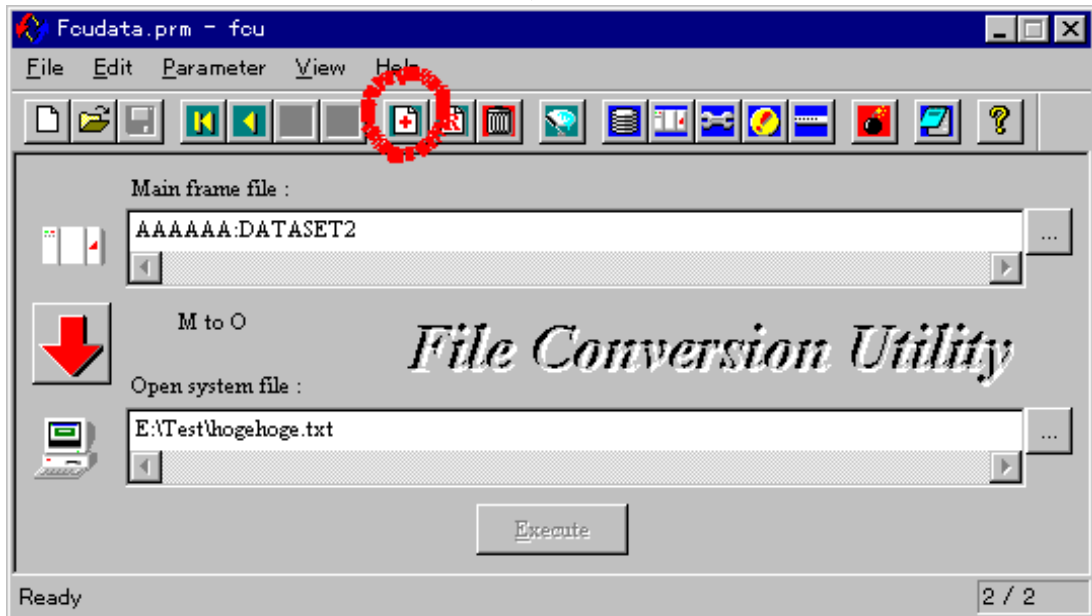 Fcudata.prm - fcu
File Edit Parameter View Help
R ?
Main frame file :
AAAAAA:DATASET2
...
M to O
File Conversion Utility
Open system file :
E:\Test\hogehoge.txt
...
Execute
Ready
2 / 2